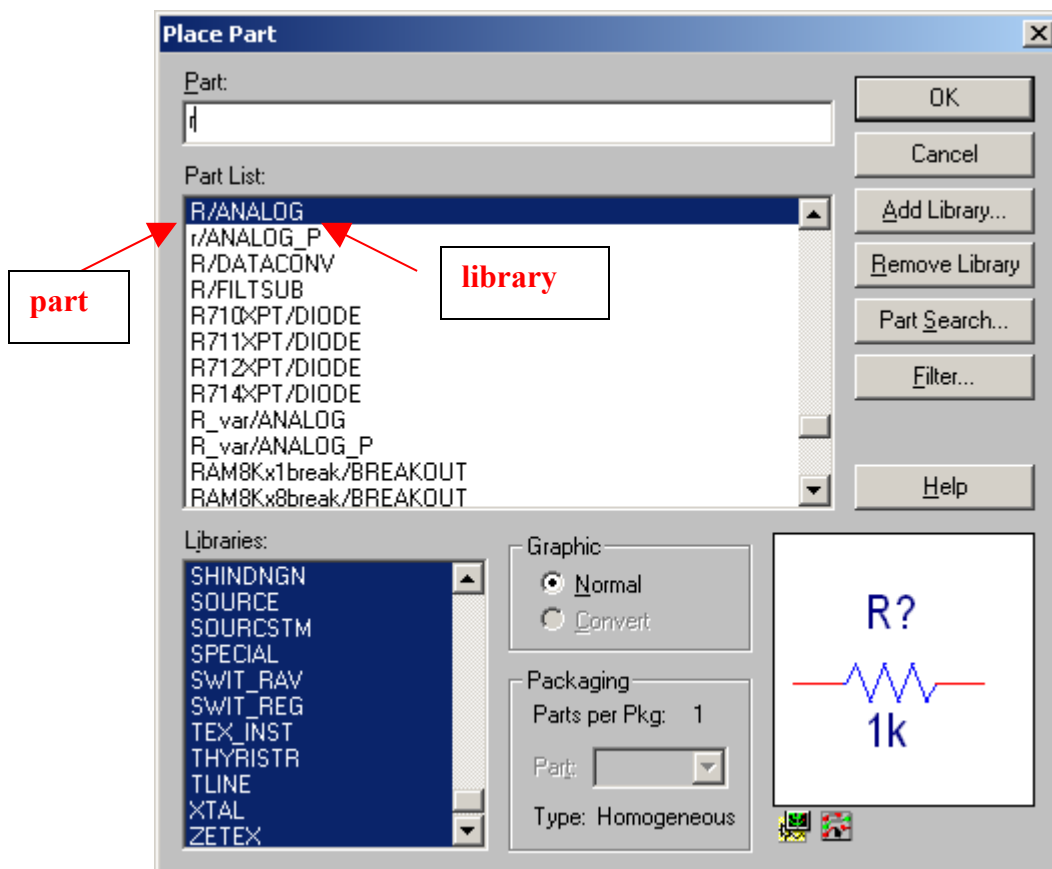 Place Part
Part:
r
OK
Cancel
Part List:
R/ANALOG
r/ANALOG_P
R/DATACONV
R/FILTSUB
R710XPT/DIODE
R711XPT/DIODE
R712XPT/DIODE
R714XPT/DIODE
R_var/ANALOG
R_var/ANALOG_P
RAM8Kx1break/BREAKOUT
RAM8Kx8break/BREAKOUT
part
library
Add Library...
Remove Library
Part Search...
Filter...
Help
Libraries:
SHINDNGN
SOURCE
SOURCSTM
SPECIAL
SWIT_RAV
SWIT_REG
TEX_INST
THYRISTR
TLINE
XTAL
ZETEX
Graphic
Normal
Convert
Packaging
Parts per Pkg: 1
Part:
Type: Homogeneous
R?
1k